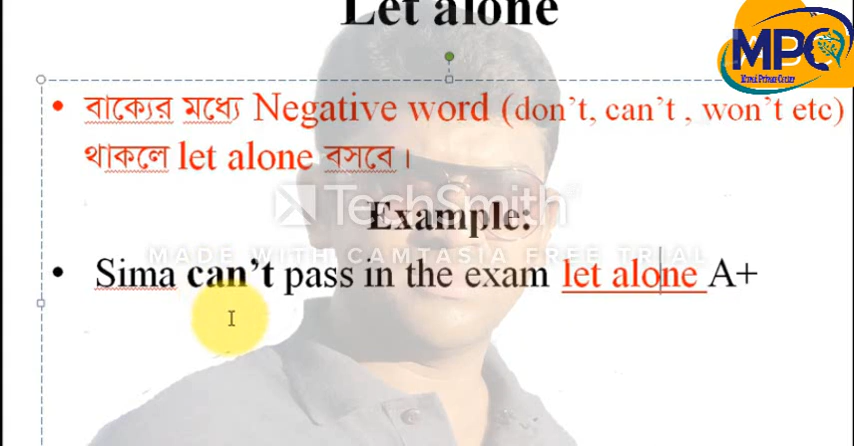 Let alone
MPC
• বাক্যের মধ্যে Negative word (don’t, can’t , won’t etc)
থাকলে let alone বসবে।
TechSmith
Example:
MADE WITH CAMTASIA FREE TRIAL
• Sima can’t pass in the exam let alone A+